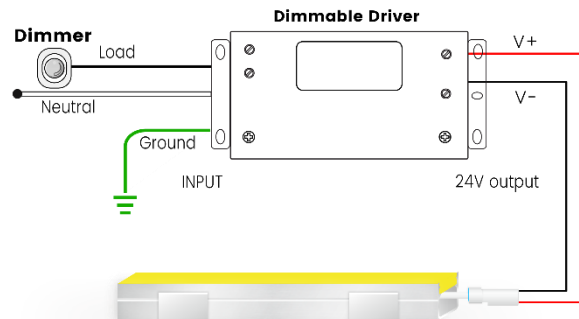 Dimmable Driver
Dimmer
Load
V+
Neutral
V-
Ground
INPUT
24V output